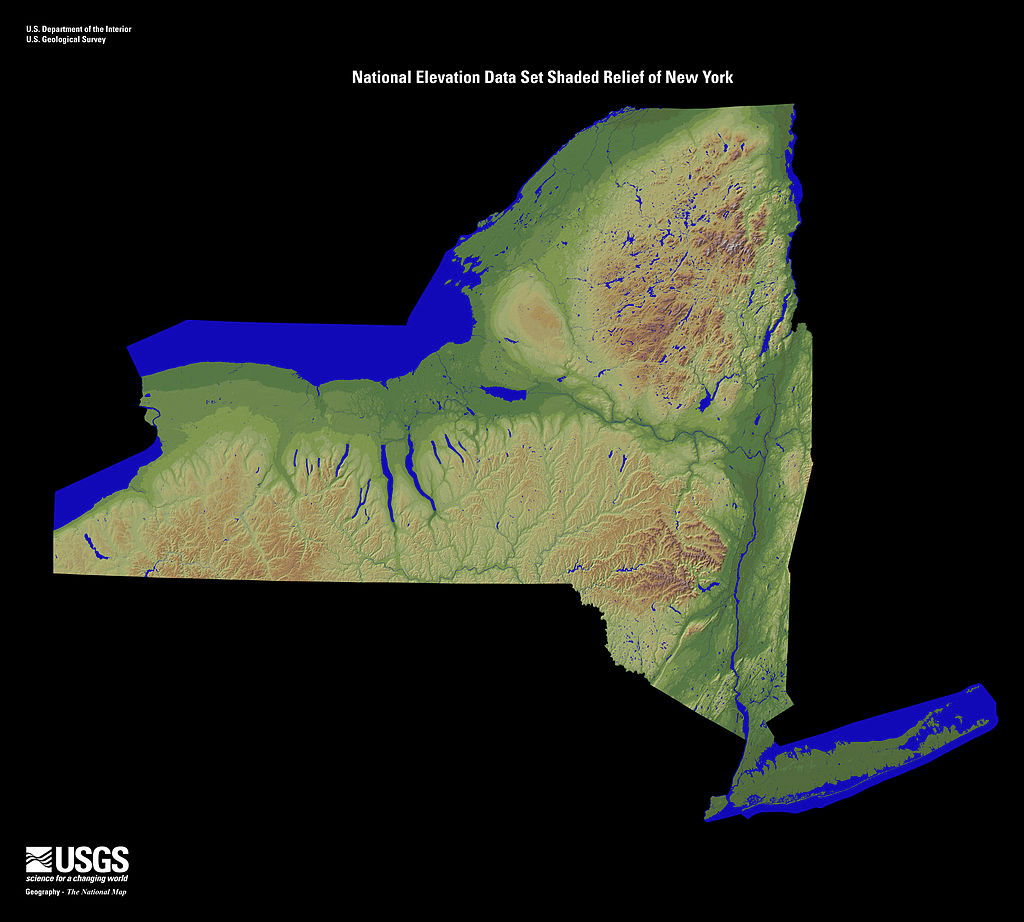 U.S. Department of the Interior
U.S. Geological Survey
National Elevation Data Set Shaded Relief of New York
USGS
science for a changing world
Geography - The National Map